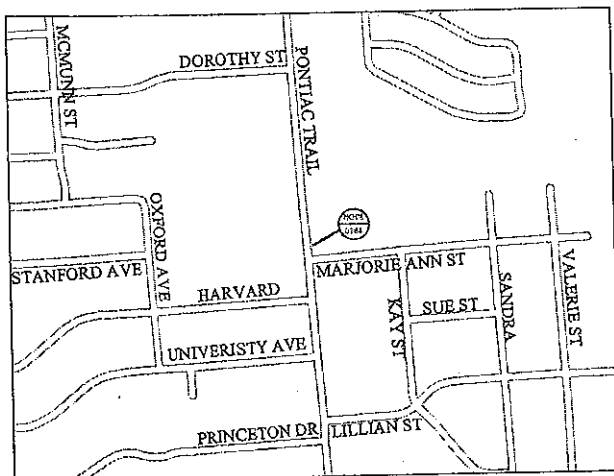 MCMUNN ST
DOROTHY ST
PONTIAC TRAIL
OXFORD AVE
STANFORD AVE
MARJORIE ANN ST
HARVARD
KAY ST
SUE ST
SANDRA
VALERIE ST
UNIVERISTY AVE
PRINCETON DR
LILLIAN ST